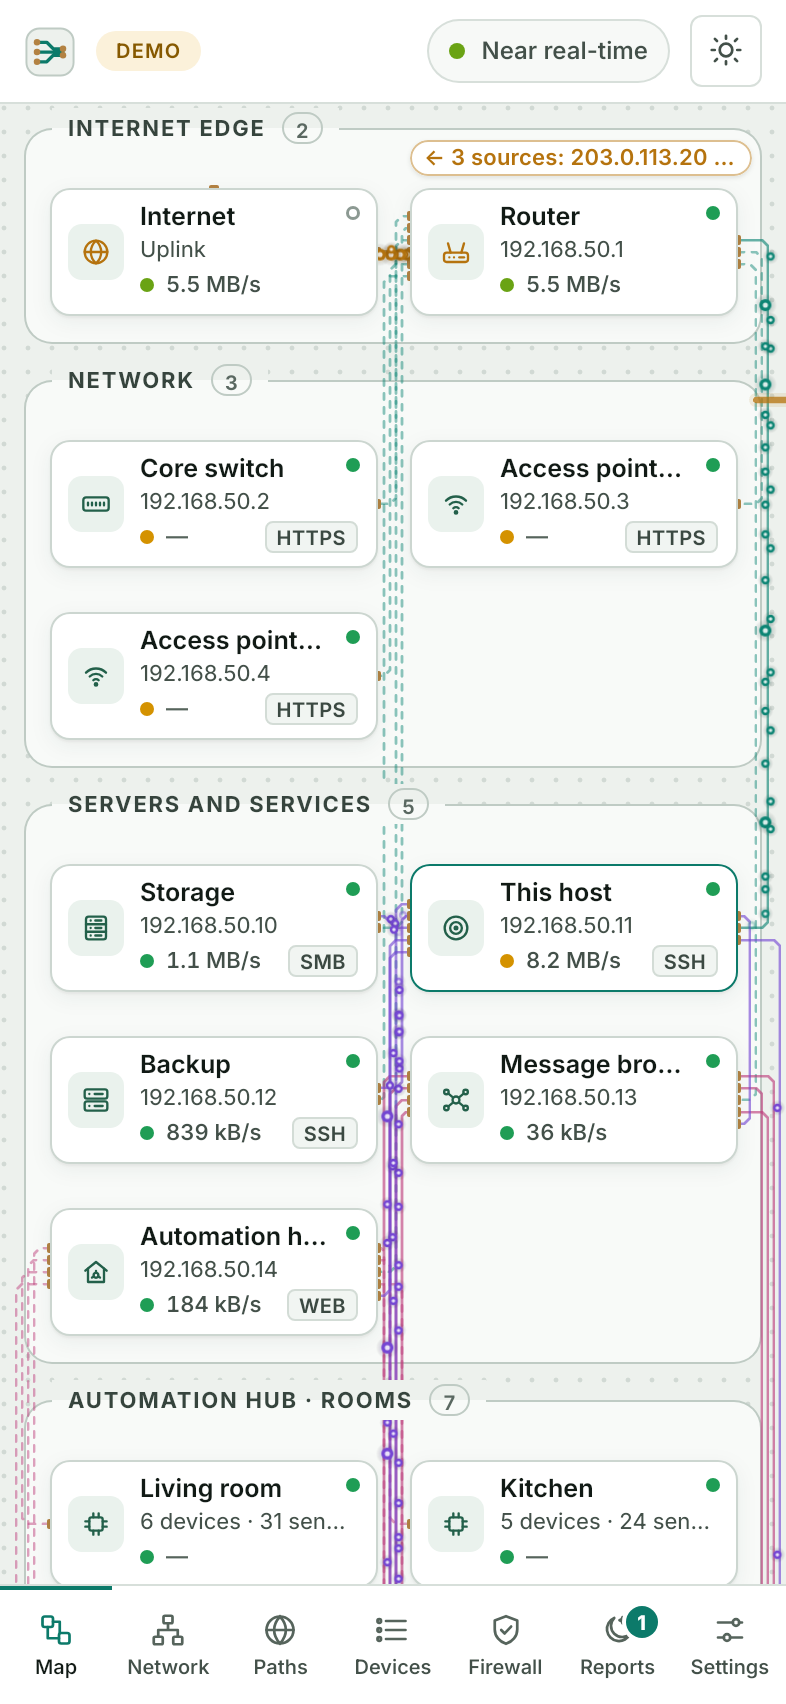 DEMO
Near real-time
INTERNET EDGE 2
← 3 sources: 203.0.113.20 ...
Internet
Uplink
5.5 MB/s
Router
192.168.50.1
5.5 MB/s
NETWORK 3
Core switch
192.168.50.2
— HTTPS
Access point...
192.168.50.3
— HTTPS
Access point...
192.168.50.4
— HTTPS
SERVERS AND SERVICES 5
Storage
192.168.50.10
1.1 MB/s SMB
This host
192.168.50.11
8.2 MB/s SSH
Backup
192.168.50.12
839 kB/s SSH
Message bro...
192.168.50.13
36 kB/s
Automation h...
192.168.50.14
184 kB/s WEB
AUTOMATION HUB · ROOMS 7
Living room
6 devices · 31 sen...
—
Kitchen
5 devices · 24 sen...
—
1
Map Network Paths Devices Firewall Reports Settings